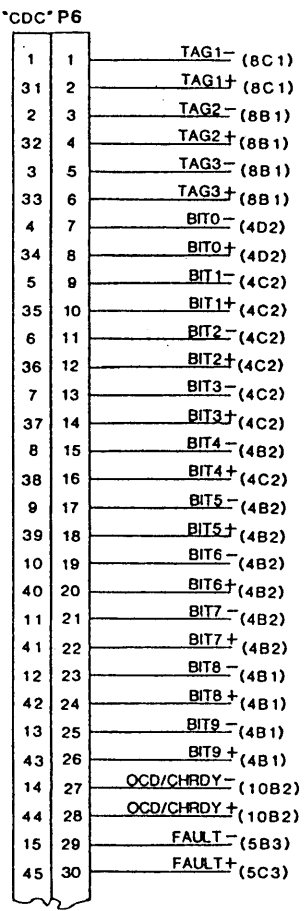 "CDC" P6
1 1 TAG1- (8C1)
31 2 TAG1+ (8C1)
2 3 TAG2- (8B1)
32 4 TAG2+ (8B1)
3 5 TAG3- (8B1)
33 6 TAG3+ (8B1)
4 7 BIT0- (4D2)
34 8 BIT0+ (4D2)
5 9 BIT1- (4C2)
35 10 BIT1+ (4C2)
6 11 BIT2- (4C2)
36 12 BIT2+ (4C2)
7 13 BIT3- (4C2)
37 14 BIT3+ (4C2)
8 15 BIT4- (4B2)
38 16 BIT4+ (4C2)
9 17 BIT5- (4B2)
39 18 BIT5+ (4B2)
10 19 BIT6- (4B2)
40 20 BIT6+ (4B2)
11 21 BIT7- (4B2)
41 22 BIT7+ (4B2)
12 23 BIT8- (4B1)
42 24 BIT8+ (4B1)
13 25 BIT9- (4B1)
43 26 BIT9+ (4B1)
14 27 OCD/CHRDY- (10B2)
44 28 OCD/CHRDY+ (10B2)
15 29 FAULT- (5B3)
45 30 FAULT+ (5C3)